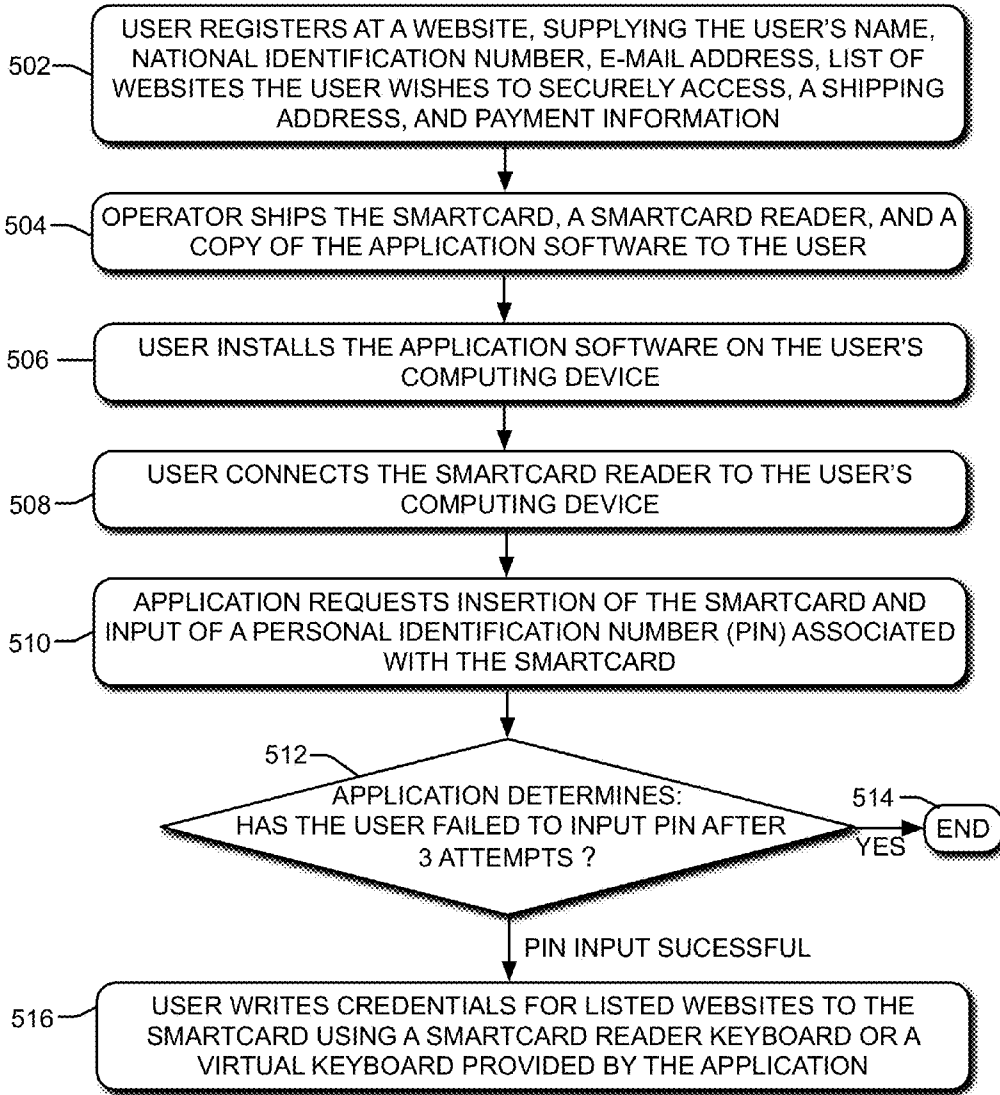 502
USER REGISTERS AT A WEBSITE, SUPPLYING THE USER'S NAME,
NATIONAL IDENTIFICATION NUMBER, E-MAIL ADDRESS, LIST OF
WEBSITES THE USER WISHES TO SECURELY ACCESS, A SHIPPING
ADDRESS, AND PAYMENT INFORMATION
504
OPERATOR SHIPS THE SMARTCARD, A SMARTCARD READER, AND A
COPY OF THE APPLICATION SOFTWARE TO THE USER
506
USER INSTALLS THE APPLICATION SOFTWARE ON THE USER'S
COMPUTING DEVICE
508
USER CONNECTS THE SMARTCARD READER TO THE USER'S
COMPUTING DEVICE
510
APPLICATION REQUESTS INSERTION OF THE SMARTCARD AND
INPUT OF A PERSONAL IDENTIFICATION NUMBER (PIN) ASSOCIATED
WITH THE SMARTCARD
512
APPLICATION DETERMINES:
HAS THE USER FAILED TO INPUT PIN AFTER
3 ATTEMPTS ?
514
END
YES
PIN INPUT SUCESSFUL
516
USER WRITES CREDENTIALS FOR LISTED WEBSITES TO THE
SMARTCARD USING A SMARTCARD READER KEYBOARD OR A
VIRTUAL KEYBOARD PROVIDED BY THE APPLICATION